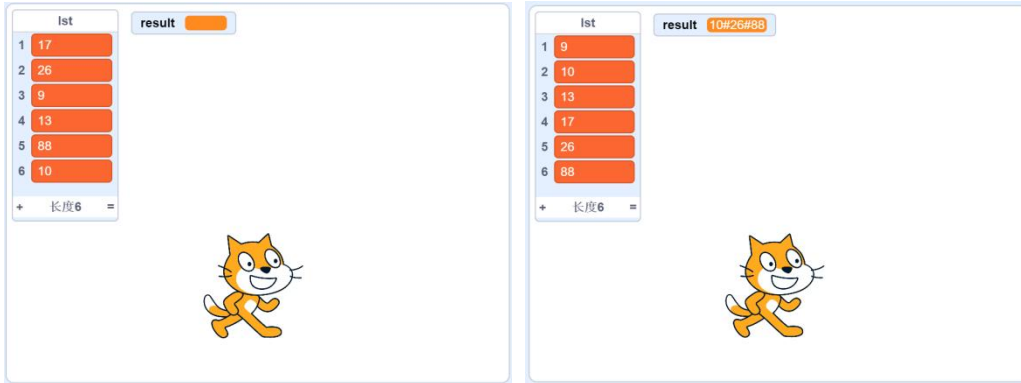 lst
result
1 17
2 26
3 9
4 13
5 88
6 10
+ 长度6 =
lst
result 10#26#88
1 9
2 10
3 13
4 17
5 26
6 88
+ 长度6 =